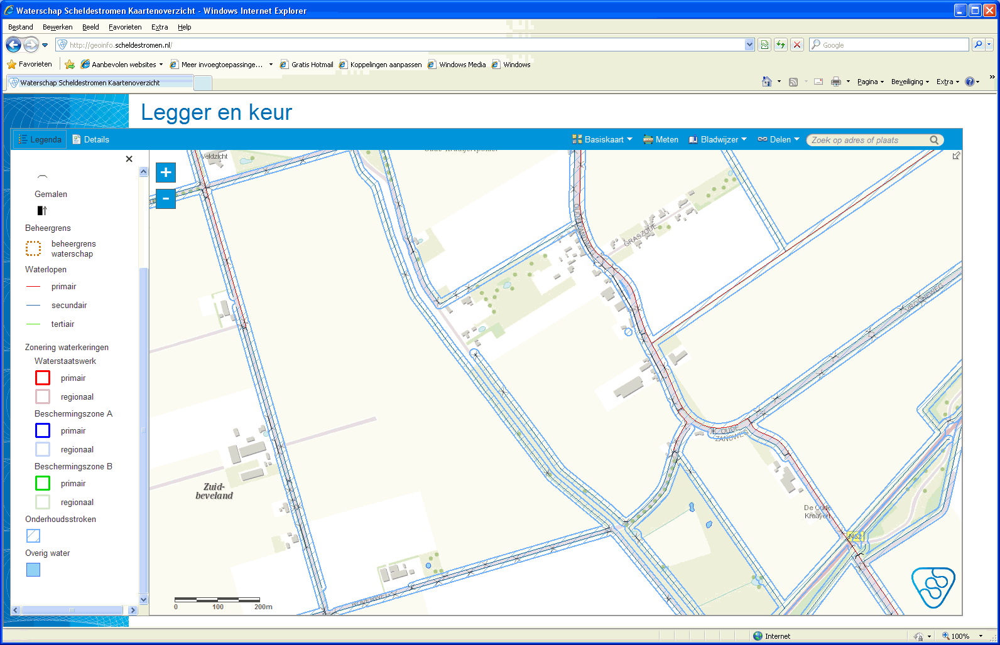 Waterschap Scheldestromen Kaartenoverzicht - Windows Internet Explorer
Bestand Bewerken Beeld Favorieten Extra Help
http://geoinfo.scheldestromen.nl/
Google
Favorieten Aanbevolen websites Meer invoegtoepassinge... Gratis Hotmail Koppelingen aanpassen Windows Media Windows
Waterschap Scheldestromen Kaartenoverzicht
Pagina Beveiliging Extra
Legger en keur
Legenda Details
Basiskaart Meten Bladwijzer Delen Zoek op adres of plaats
Gemalen
Beheergrens
beheergrens
waterschap
Waterlopen
primair
secundair
tertiair
Zonering waterkeringen
Waterstaatswerk
primair
regionaal
Beschermingszone A
primair
regionaal
Beschermingszone B
primair
regionaal
Onderhoudsstroken
Overig water
+
-
Veldzicht
GRASZODE
VROONEWEG
OUDE
ZANDWEG
Zuid-
beveland
De Oude
Kraayert
N62
0 100 200m
Internet
100%